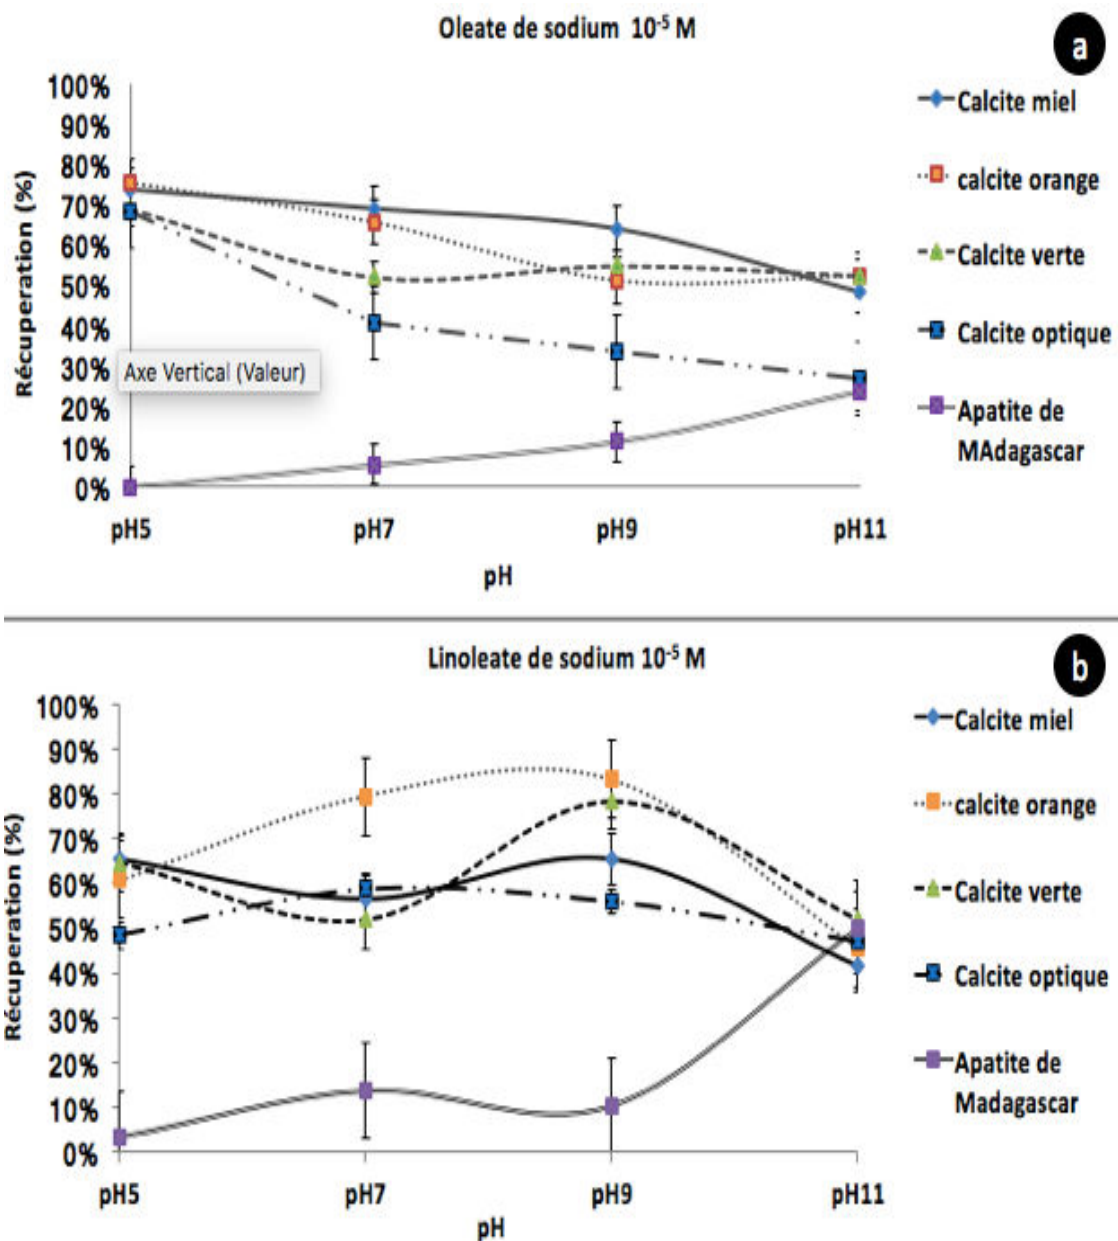 Oleate de sodium 10⁻⁵ M
a
100%
90%
80%
70%
60%
50%
40%
30%
20%
10%
0%
Récuperation (%)
Axe Vertical (Valeur)
pH5 pH7 pH9 pH11
pH
Calcite miel
calcite orange
Calcite verte
Calcite optique
Apatite de
MAdagascar
Linoleate de sodium 10⁻⁵ M
b
100%
90%
80%
70%
60%
50%
40%
30%
20%
10%
0%
Récuperation (%)
pH5 pH7 pH9 pH11
pH
Calcite miel
calcite orange
Calcite verte
Calcite optique
Apatite de
Madagascar